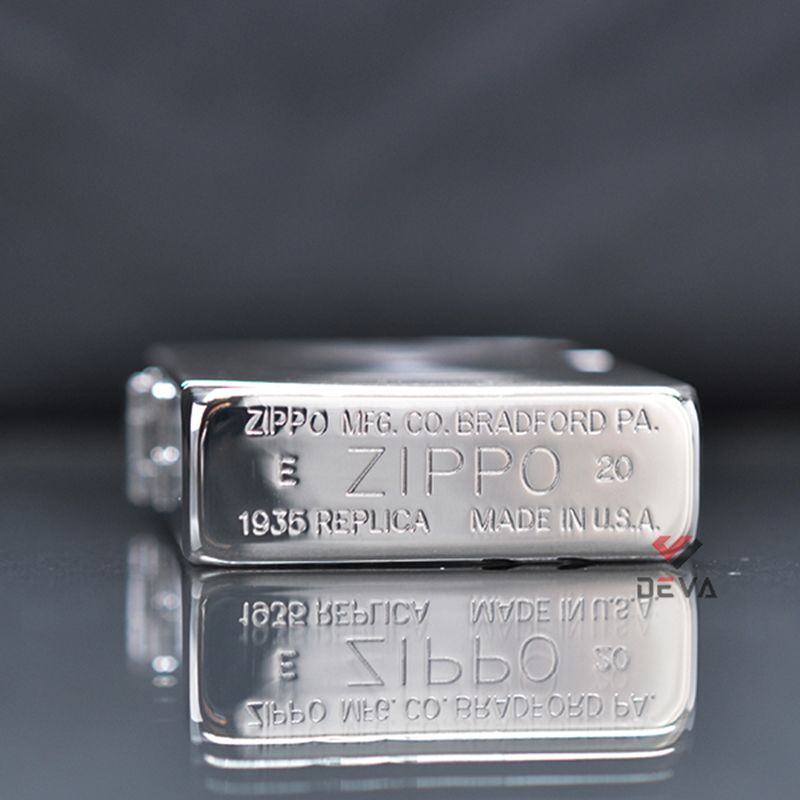 ZIPPO MFG. CO. BRADFORD PA.
E ZIPPO 20
1935 REPLICA MADE IN U.S.A.
DEVA